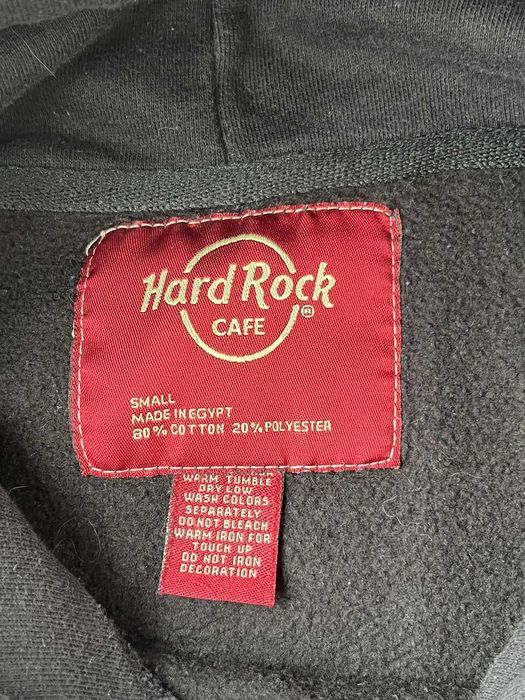 Hard Rock
CAFE
®
SMALL
MADE IN EGYPT
80% COTTON 20% POLYESTER
WARM TUMBLE
DRY LOW
WASH COLORS
SEPARATELY
DO NOT BLEACH
WARM IRON FOR
TOUCH UP
DO NOT IRON
DECORATION